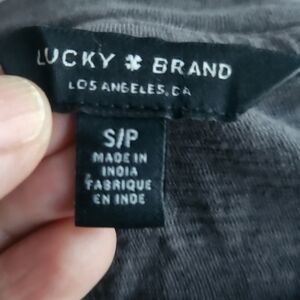 LUCKY BRAND
LOS ANGELES, CA
S/P
MADE IN
INDIA
FABRIQUE
EN INDE